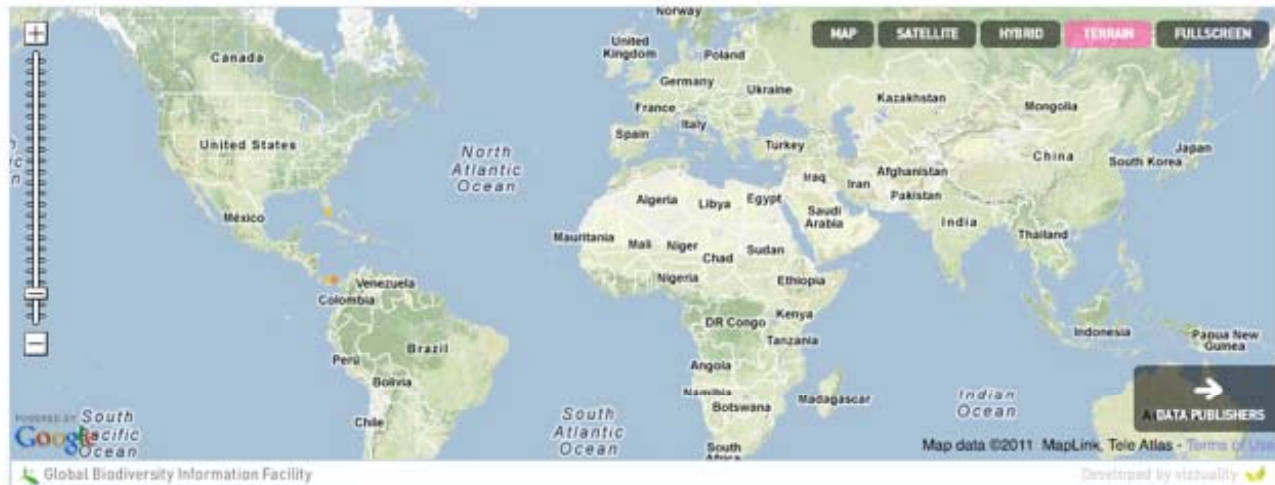 Norway
MAP
SATELLITE
HYBRID
TERRAIN
FULLSCREEN
United
Kingdom
Poland
Canada
Germany
Ukraine
Kazakhstan
Mongolia
France
Italy
Spain
Turkey
United States
North
Atlantic
Ocean
China
South Korea
Japan
Iraq
Iran
Afghanistan
Pakistan
Algeria
Libya
Egypt
Saudi
Arabia
México
India
Mauritania
Mali
Niger
Chad
Sudan
Thailand
Nigeria
Ethiopia
Venezuela
Colombia
Kenya
DR Congo
Tanzania
Indonesia
Papua New
Guinea
Brazil
Perú
Angola
Bolivia
Namibia
Madagascar
Botswana
Indian
Ocean
DATA PUBLISHERS
Chile
South
Atlantic
Ocean
South
Africa
POWERED BY
Google
South
Pacific
Ocean
Map data ©2011 MapLink, Tele Atlas - Terms of Use
Global Biodiversity Information Facility
Developed by vizzuality